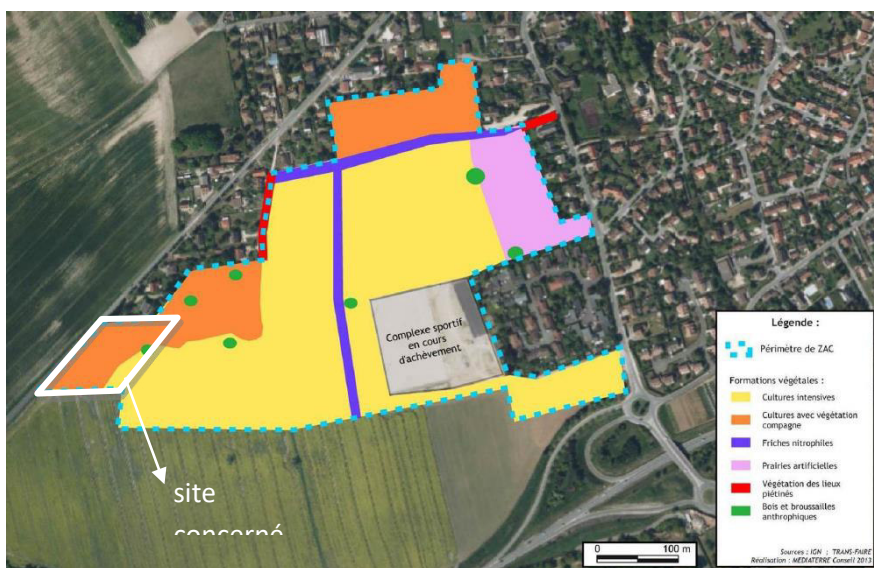 Complexe sportif
en cours
d'achèvement
site
concerné
Légende :
Périmètre de ZAC
Formations végétales :
Cultures intensives
Cultures avec végétation
compagne
Friches nitrophiles
Prairies artificielles
Végétation des lieux
piétinés
Bois et broussailles
anthropiques
0 100 m
Sources : IGN ; TRANS-FAIRE
Réalisation : MEDIATERRE Conseil 2013